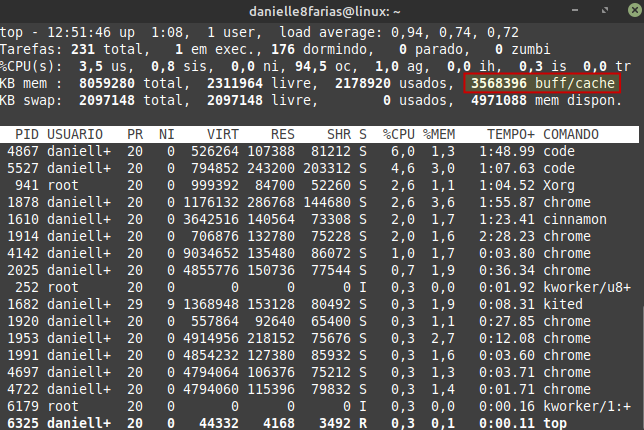 danielle8farias@linux: ~
top - 12:51:46 up  1:08,  1 user,  load average: 0,94, 0,74, 0,72
Tarefas: 231 total,   1 em exec., 176 dormindo,   0 parado,   0 zumbi
%CPU(s):  3,5 us,  0,8 sis,  0,0 ni, 94,5 oc,  1,0 ag,  0,0 ih,  0,3 is  0,0 tr
KB mem :  8059280 total,  2311964 livre,  2178920 usados,  3568396 buff/cache
KB swap:  2097148 total,  2097148 livre,        0 usados,  4971088 mem dispon.
PID USUARIO   PR  NI    VIRT    RES    SHR S  %CPU %MEM    TEMPO+ COMANDO
4867 daniell+  20   0  526264 107388  81212 S   6,0  1,3   1:48.99 code
5527 daniell+  20   0  794852 243200 203312 S   4,6  3,0   1:07.63 code
941 root      20   0  999392  84700  52260 S   2,6  1,1   1:04.52 Xorg
1878 daniell+  20   0 1176132 286768 144680 S   2,6  3,6   1:55.87 chrome
1610 daniell+  20   0 3642516 140564  73308 S   2,0  1,7   1:23.41 cinnamon
1914 daniell+  20   0  706876 132780  75228 S   2,0  1,6   2:28.23 chrome
4142 daniell+  20   0 9034652 135480  86072 S   1,0  1,7   0:03.80 chrome
2025 daniell+  20   0 4855776 150736  77544 S   0,7  1,9   0:36.34 chrome
252 root      20   0       0      0      0 I   0,3  0,0   0:01.92 kworker/u8+
1682 daniell+  29   9 1368948 153128  80492 S   0,3  1,9   0:08.31 kited
1920 daniell+  20   0  557864  92640  65400 S   0,3  1,1   0:27.85 chrome
1953 daniell+  20   0 4914956 218152  75676 S   0,3  2,7   0:12.08 chrome
1991 daniell+  20   0 4854232 127380  85932 S   0,3  1,6   0:03.60 chrome
4697 daniell+  20   0 4794064 106376  75212 S   0,3  1,3   0:03.71 chrome
4722 daniell+  20   0 4794060 115396  79832 S   0,3  1,4   0:01.71 chrome
6179 root      20   0       0      0      0 I   0,3  0,0   0:00.16 kworker/1:+
6325 daniell+  20   0   44332   4168   3492 R   0,3  0,1   0:00.11 top